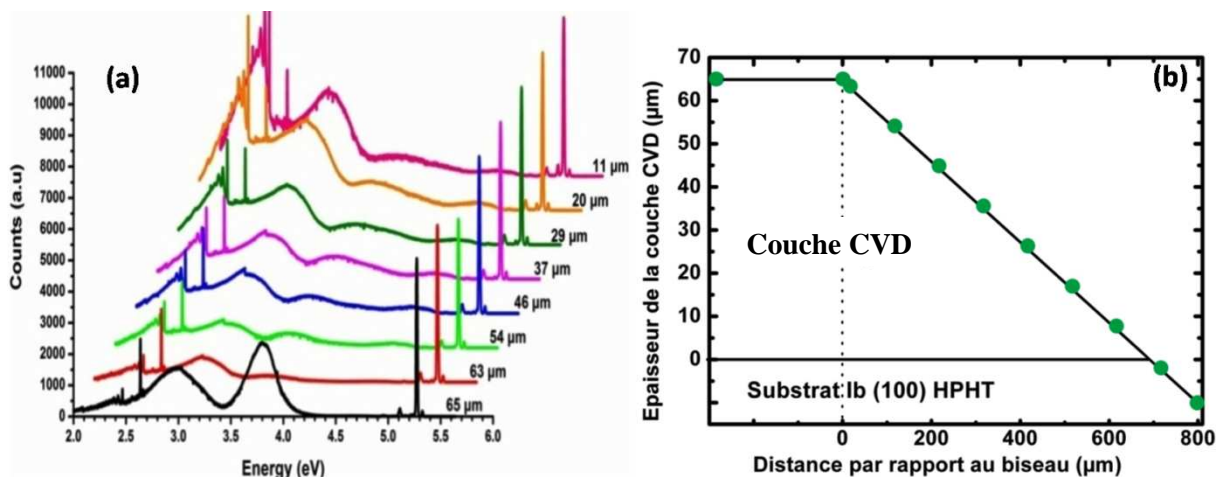 (a)
Counts (a.u)
11000
10000
9000
8000
7000
6000
5000
4000
3000
2000
1000
0
11 µm
20 µm
29 µm
37 µm
46 µm
54 µm
63 µm
65 µm
2.0 2.5 3.0 3.5 4.0 4.5 5.0 5.5 6.0
Energy (eV)
(b)
Epaisseur de la couche CVD (µm)
70
60
50
40
30
20
10
0
Couche CVD
Substrat Ib (100) HPHT
0 200 400 600 800
Distance par rapport au biseau (µm)